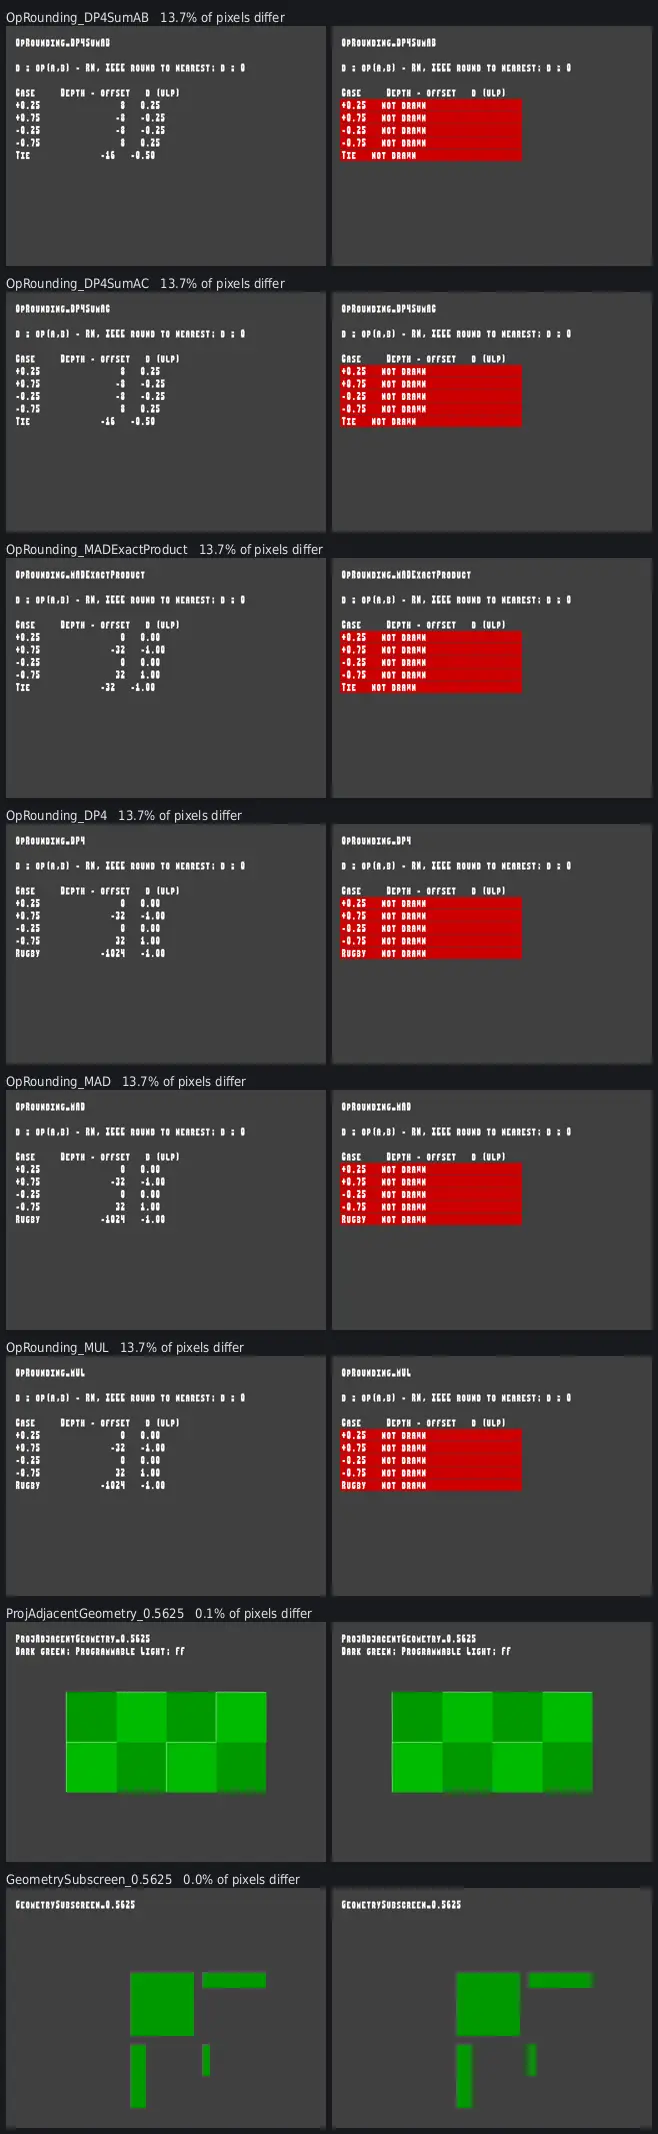 OpRounding_DP4SumAB 13.7% of pixels differ
OpRounding_DP4SumAB
D = Op(A,B) - RN, IEEE round to nearest: D = 0
Case Depth - offset D (ULP)
+0.25 8 0.25
+0.75 -8 -0.25
-0.25 -8 -0.25
-0.75 8 0.25
Tie -16 -0.50
OpRounding_DP4SumAB
D = Op(A,B) - RN, IEEE round to nearest: D = 0
Case Depth - offset D (ULP)
+0.25 not drawn
+0.75 not drawn
-0.25 not drawn
-0.75 not drawn
Tie not drawn
OpRounding_DP4SumAC 13.7% of pixels differ
OpRounding_DP4SumAC
D = Op(A,B) - RN, IEEE round to nearest: D = 0
Case Depth - offset D (ULP)
+0.25 8 0.25
+0.75 -8 -0.25
-0.25 -8 -0.25
-0.75 8 0.25
Tie -16 -0.50
OpRounding_DP4SumAC
D = Op(A,B) - RN, IEEE round to nearest: D = 0
Case Depth - offset D (ULP)
+0.25 not drawn
+0.75 not drawn
-0.25 not drawn
-0.75 not drawn
Tie not drawn
OpRounding_MADExactProduct 13.7% of pixels differ
OpRounding_MADExactProduct
D = Op(A,B) - RN, IEEE round to nearest: D = 0
Case Depth - offset D (ULP)
+0.25 0 0.00
+0.75 -32 -1.00
-0.25 0 0.00
-0.75 32 1.00
Tie -32 -1.00
OpRounding_MADExactProduct
D = Op(A,B) - RN, IEEE round to nearest: D = 0
Case Depth - offset D (ULP)
+0.25 not drawn
+0.75 not drawn
-0.25 not drawn
-0.75 not drawn
Tie not drawn
OpRounding_DP4 13.7% of pixels differ
OpRounding_DP4
D = Op(A,B) - RN, IEEE round to nearest: D = 0
Case Depth - offset D (ULP)
+0.25 0 0.00
+0.75 -32 -1.00
-0.25 0 0.00
-0.75 32 1.00
Rugby -1024 -1.00
OpRounding_DP4
D = Op(A,B) - RN, IEEE round to nearest: D = 0
Case Depth - offset D (ULP)
+0.25 not drawn
+0.75 not drawn
-0.25 not drawn
-0.75 not drawn
Rugby not drawn
OpRounding_MAD 13.7% of pixels differ
OpRounding_MAD
D = Op(A,B) - RN, IEEE round to nearest: D = 0
Case Depth - offset D (ULP)
+0.25 0 0.00
+0.75 -32 -1.00
-0.25 0 0.00
-0.75 32 1.00
Rugby -1024 -1.00
OpRounding_MAD
D = Op(A,B) - RN, IEEE round to nearest: D = 0
Case Depth - offset D (ULP)
+0.25 not drawn
+0.75 not drawn
-0.25 not drawn
-0.75 not drawn
Rugby not drawn
OpRounding_MUL 13.7% of pixels differ
OpRounding_MUL
D = Op(A,B) - RN, IEEE round to nearest: D = 0
Case Depth - offset D (ULP)
+0.25 0 0.00
+0.75 -32 -1.00
-0.25 0 0.00
-0.75 32 1.00
Rugby -1024 -1.00
OpRounding_MUL
D = Op(A,B) - RN, IEEE round to nearest: D = 0
Case Depth - offset D (ULP)
+0.25 not drawn
+0.75 not drawn
-0.25 not drawn
-0.75 not drawn
Rugby not drawn
ProjAdjacentGeometry_0.5625 0.1% of pixels differ
ProjAdjacentGeometry_0.5625
Dark green: Programmable Light: FF
ProjAdjacentGeometry_0.5625
Dark green: Programmable Light: FF
GeometrySubscreen_0.5625 0.0% of pixels differ
GeometrySubscreen_0.5625
GeometrySubscreen_0.5625